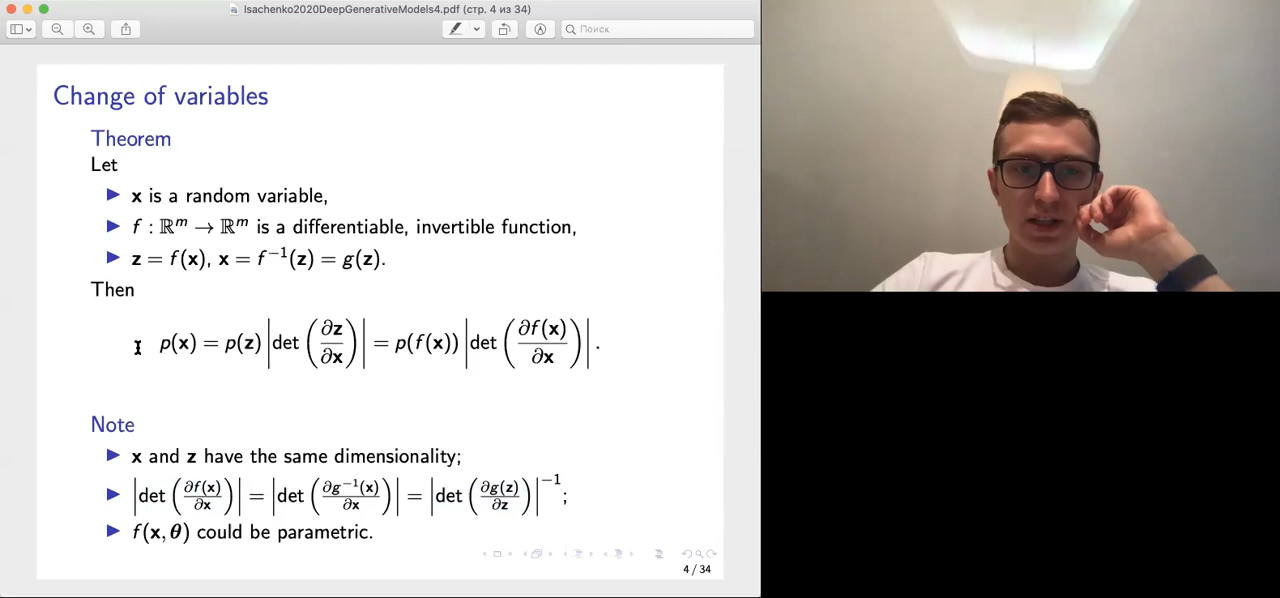 Isachenko2020DeepGenerativeModels4.pdf (стр. 4 из 34)
Поиск
Change of variables
Theorem
Let
▶ x is a random variable,
▶ f : ℝᵐ → ℝᵐ is a differentiable, invertible function,
▶ z = f(x), x = f⁻¹(z) = g(z).
Then
p(x) = p(z) |det (∂z/∂x)| = p(f(x)) |det (∂f(x)/∂x)|.
Note
▶ x and z have the same dimensionality;
▶ |det (∂f(x)/∂x)| = |det (∂g⁻¹(x)/∂x)| = |det (∂g(z)/∂z)|⁻¹;
▶ f(x, θ) could be parametric.
4 / 34